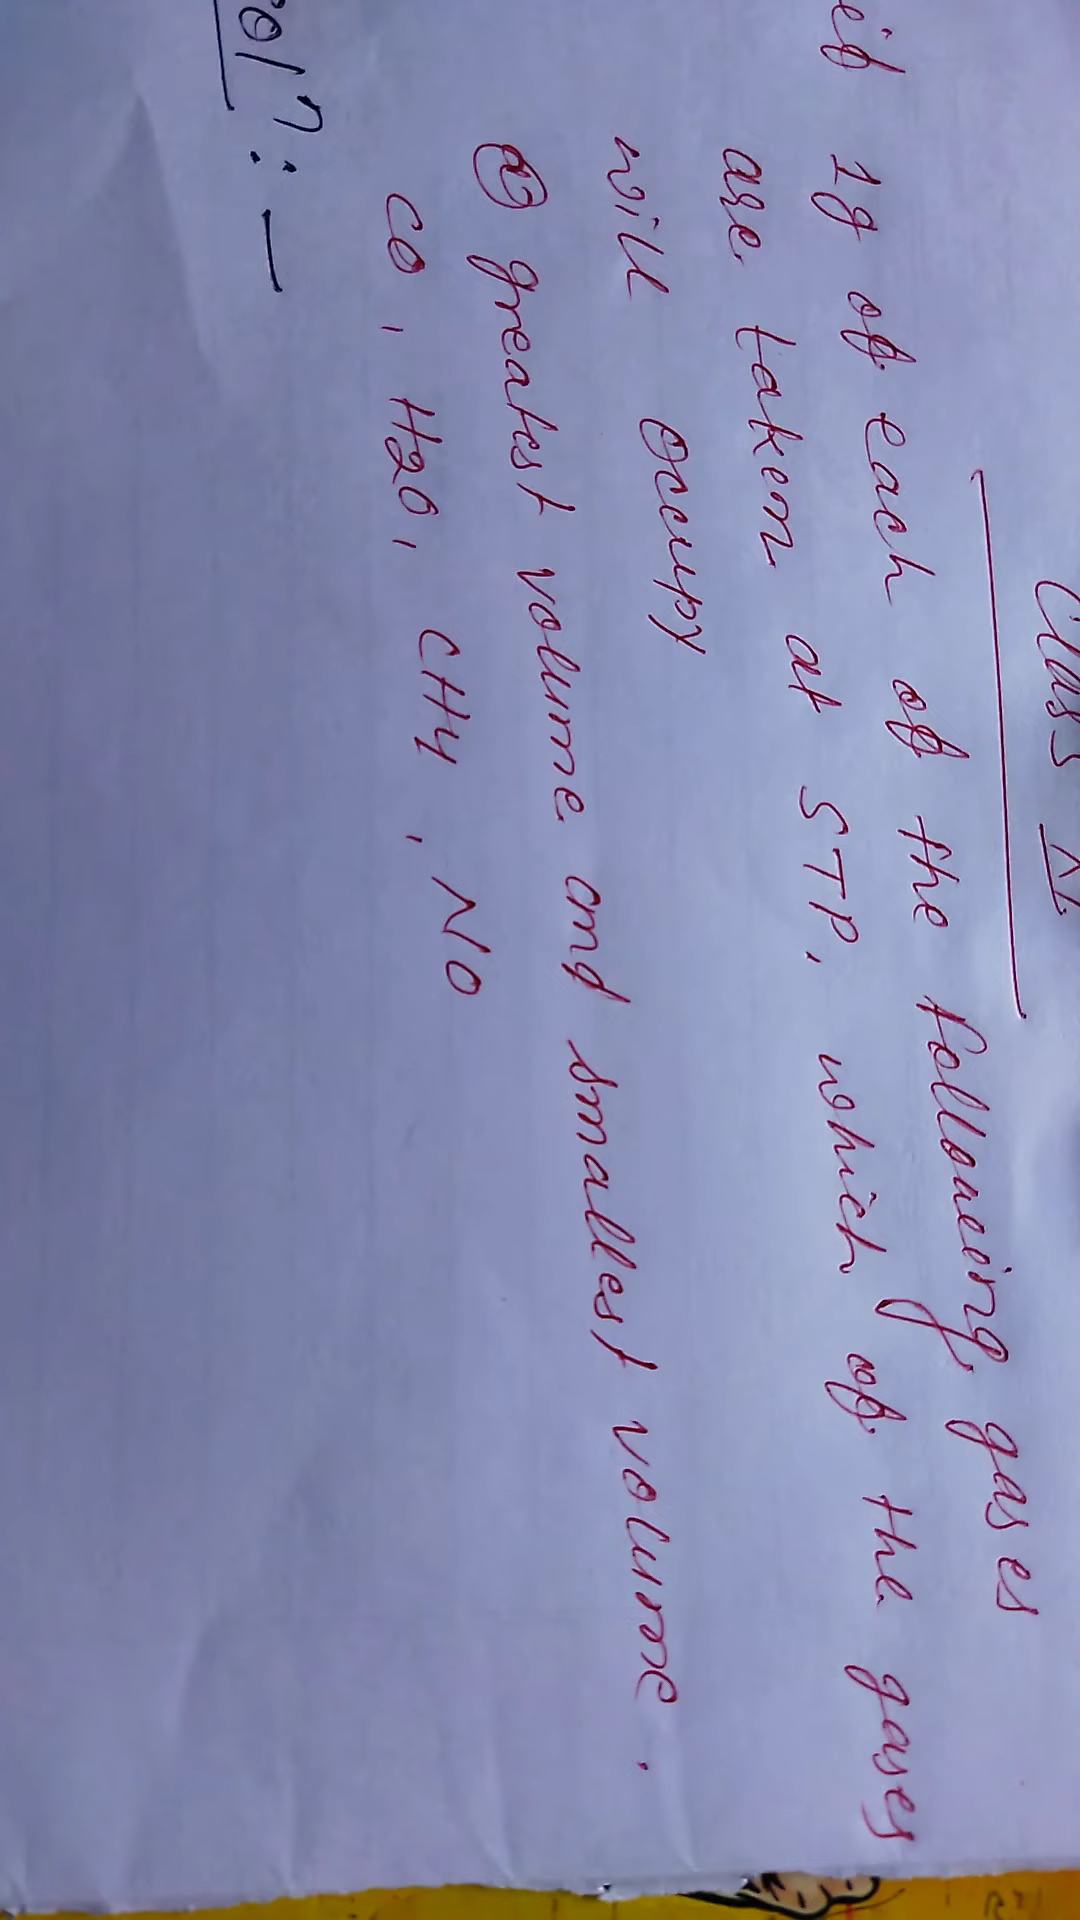 Class XI
if 1g of each of the following gases
are taken at STP, which of the gases
will occupy
(a) greatest volume and smallest volume.
CO, H2O, CH4, NO
Sol?: —